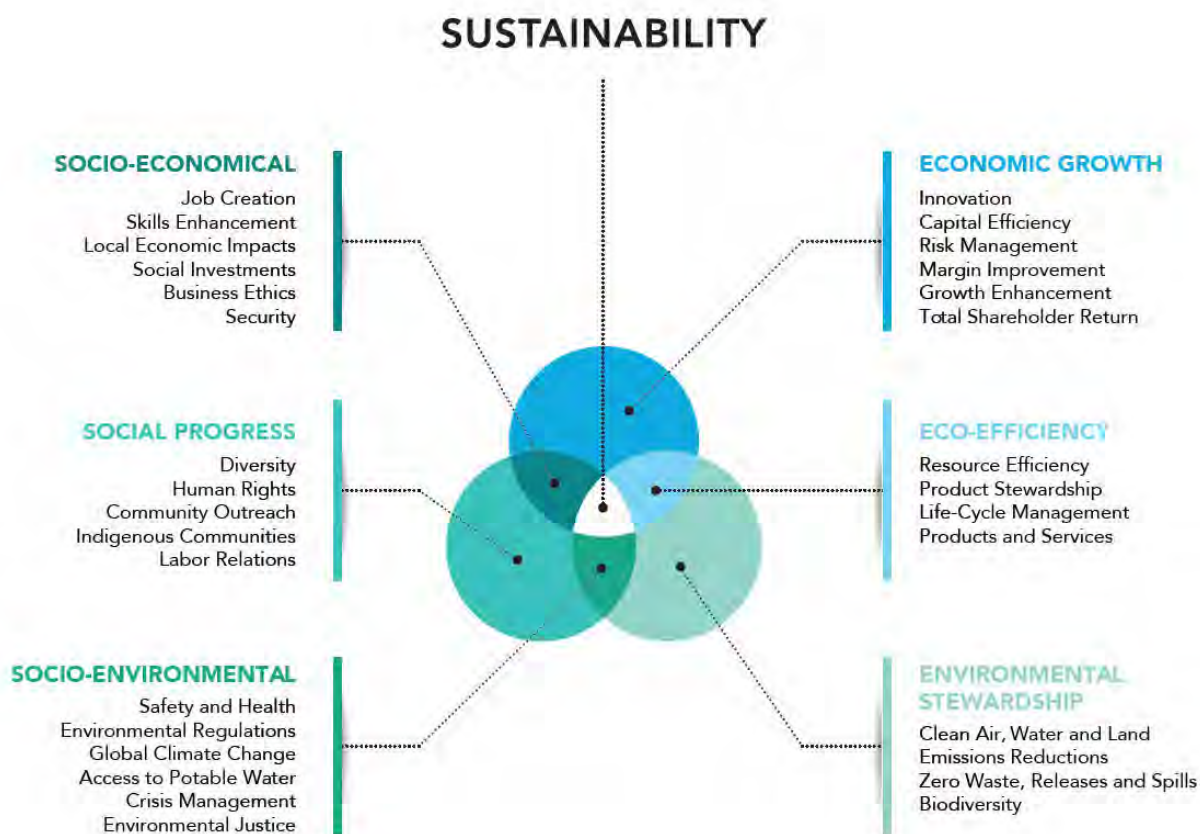 SUSTAINABILITY
SOCIO-ECONOMICAL
Job Creation
Skills Enhancement
Local Economic Impacts
Social Investments
Business Ethics
Security
ECONOMIC GROWTH
Innovation
Capital Efficiency
Risk Management
Margin Improvement
Growth Enhancement
Total Shareholder Return
SOCIAL PROGRESS
Diversity
Human Rights
Community Outreach
Indigenous Communities
Labor Relations
ECO-EFFICIENCY
Resource Efficiency
Product Stewardship
Life-Cycle Management
Products and Services
SOCIO-ENVIRONMENTAL
Safety and Health
Environmental Regulations
Global Climate Change
Access to Potable Water
Crisis Management
Environmental Justice
ENVIRONMENTAL
STEWARDSHIP
Clean Air, Water and Land
Emissions Reductions
Zero Waste, Releases and Spills
Biodiversity